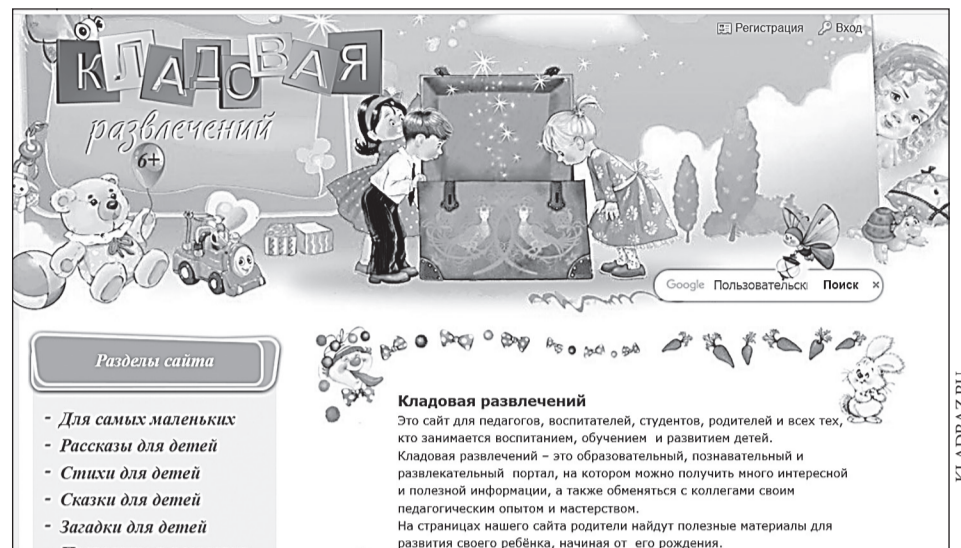 КЛАДОВАЯ
развлечений
6+
Регистрация Вход
Google Пользовательск Поиск ×
Разделы сайта
- Для самых маленьких
- Рассказы для детей
- Стихи для детей
- Сказки для детей
- Загадки для детей
Кладовая развлечений
Это сайт для педагогов, воспитателей, студентов, родителей и всех тех,
кто занимается воспитанием, обучением и развитием детей.
Кладовая развлечений – это образовательный, познавательный и
развлекательный портал, на котором можно получить много интересной
и полезной информации, а также обменяться с коллегами своим
педагогическим опытом и мастерством.
На страницах нашего сайта родители найдут полезные материалы для
развития своего ребёнка, начиная от его рождения.
KLADRAZ.RU